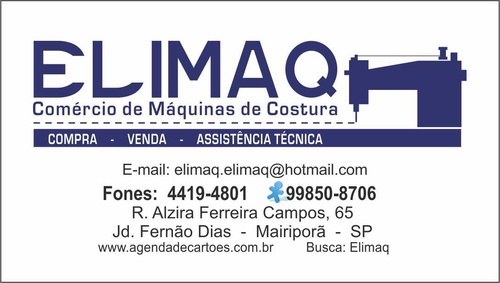 ELIMAQ
Comércio de Máquinas de Costura
COMPRA - VENDA - ASSISTÊNCIA TÉCNICA
E-mail: elimaq.elimaq@hotmail.com
Fones: 4419-4801 99850-8706
R. Alzira Ferreira Campos, 65
Jd. Fernão Dias - Mairiporã - SP
www.agendadecartoes.com.br Busca: Elimaq